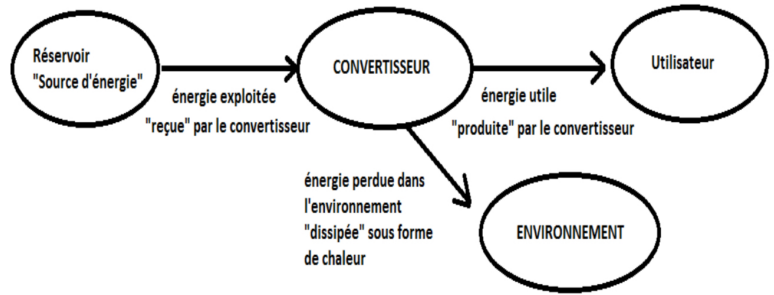 Réservoir
"Source d'énergie"
énergie exploitée
"reçue" par le convertisseur
CONVERTISSEUR
énergie utile
"produite" par le convertisseur
Utilisateur
énergie perdue dans
l'environnement
"dissipée" sous forme
de chaleur
ENVIRONNEMENT